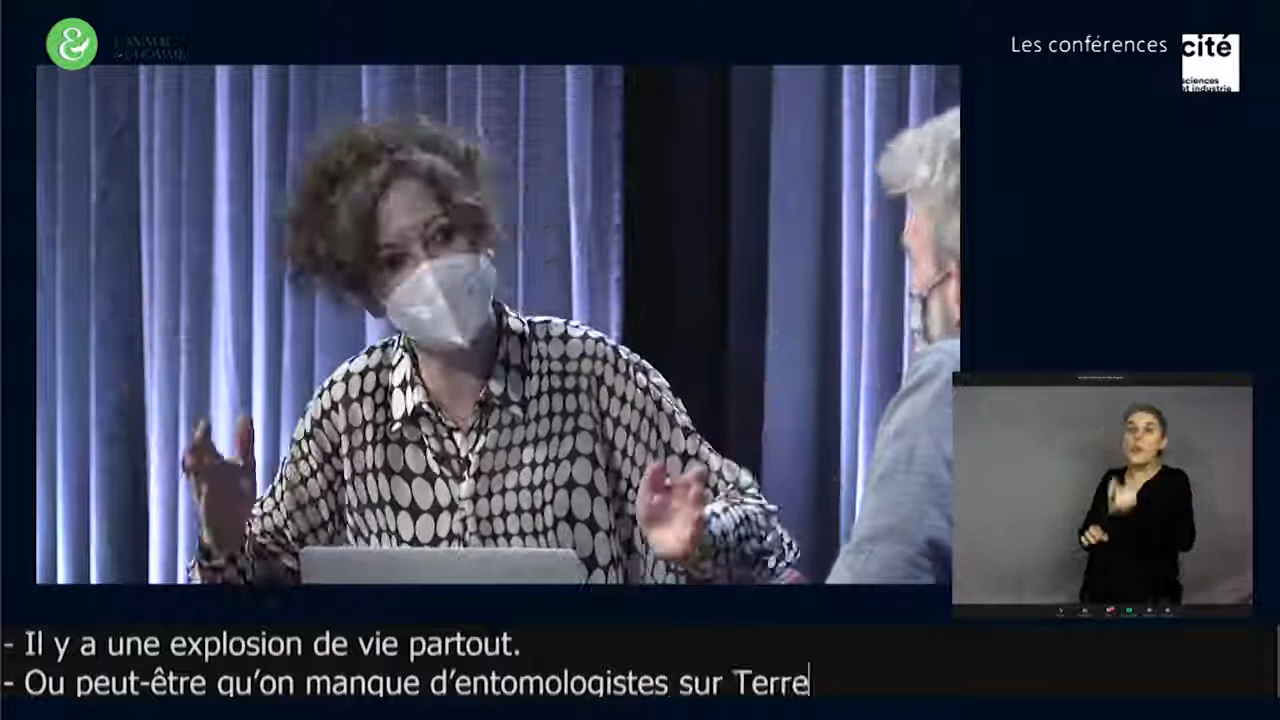 &
Les conférences
cité
sciences
et industrie
- Il y a une explosion de vie partout.
- Ou peut-être qu’on manque d’entomologistes sur Terre